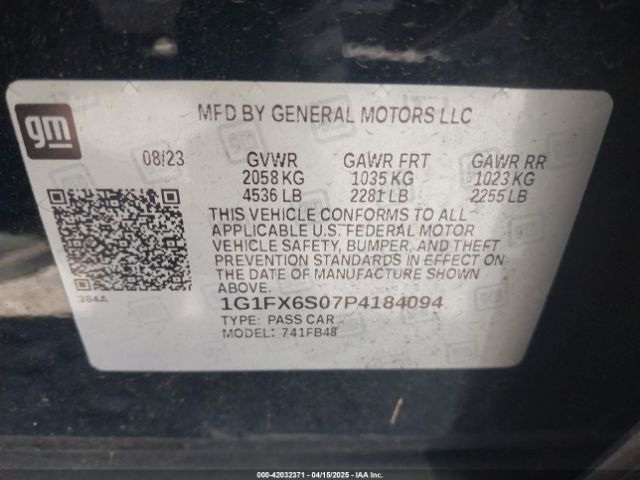 gm
MFD BY GENERAL MOTORS LLC
08/23 GVWR GAWR FRT GAWR RR
2058 KG 1035 KG 1023 KG
4536 LB 2281 LB 2255 LB
THIS VEHICLE CONFORMS TO ALL
APPLICABLE U.S. FEDERAL MOTOR
VEHICLE SAFETY, BUMPER, AND THEFT
PREVENTION STANDARDS IN EFFECT ON
THE DATE OF MANUFACTURE SHOWN
ABOVE.
384A
1G1FX6S07P4184094
TYPE: PASS CAR
MODEL: 741FB48
000-42032371 - 04/15/2025 - IAA Inc.